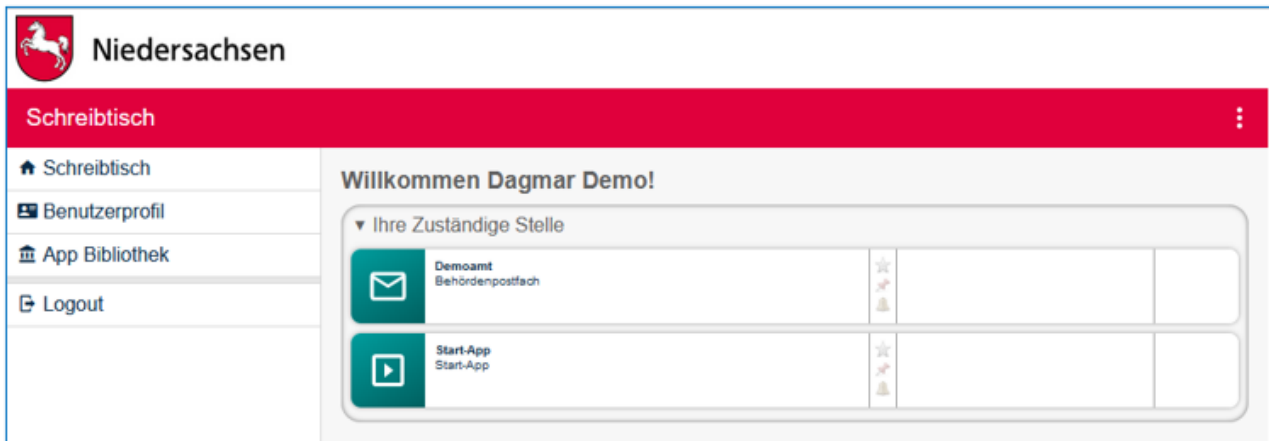 Niedersachsen
Schreibtisch
Schreibtisch
Benutzerprofil
App Bibliothek
Logout
Willkommen Dagmar Demo!
Ihre Zuständige Stelle
Demoamt
Behördenpostfach
Start-App
Start-App